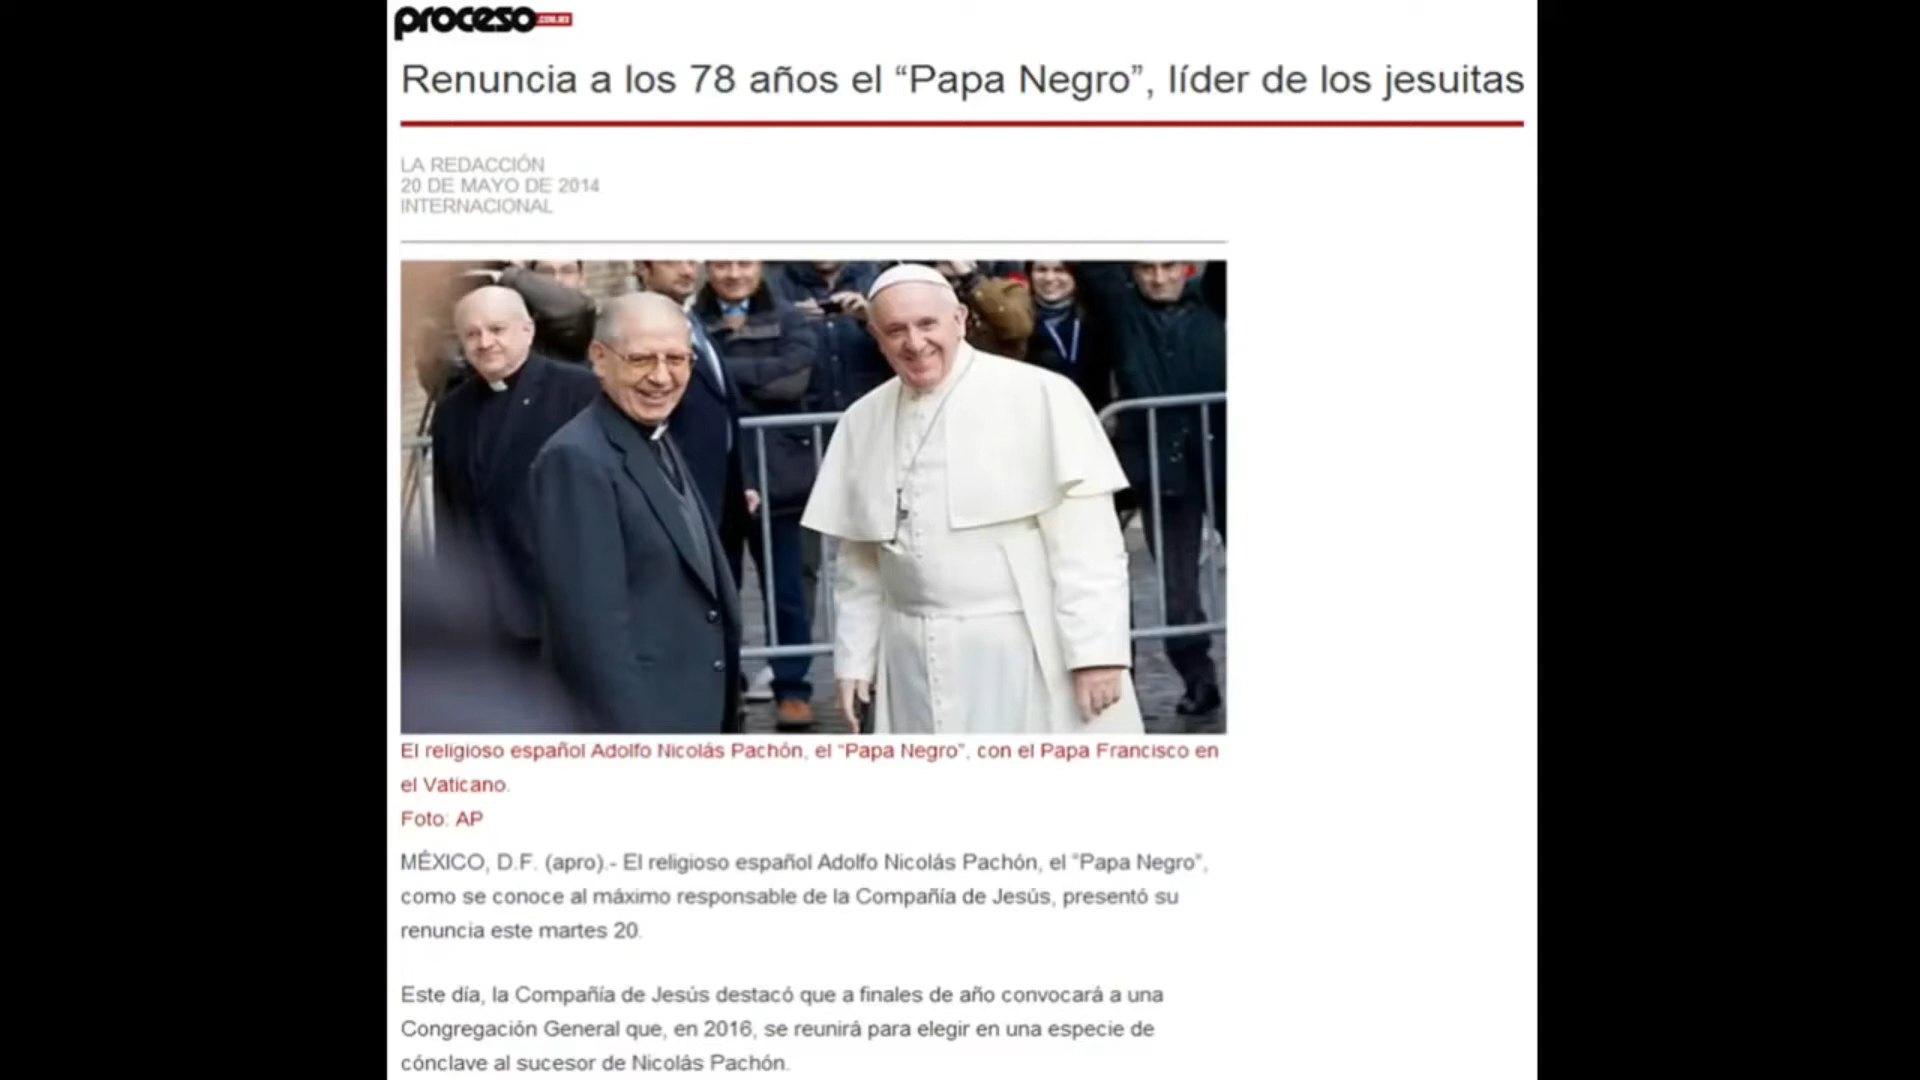 proceso.COM.MX
Renuncia a los 78 años el “Papa Negro”, líder de los jesuitas
LA REDACCIÓN
20 DE MAYO DE 2014
INTERNACIONAL
El religioso español Adolfo Nicolás Pachón, el “Papa Negro”, con el Papa Francisco en
el Vaticano.
Foto: AP
MÉXICO, D.F. (apro).- El religioso español Adolfo Nicolás Pachón, el “Papa Negro”,
como se conoce al máximo responsable de la Compañía de Jesús, presentó su
renuncia este martes 20.
Este día, la Compañía de Jesús destacó que a finales de año convocará a una
Congregación General que, en 2016, se reunirá para elegir en una especie de
cónclave al sucesor de Nicolás Pachón.